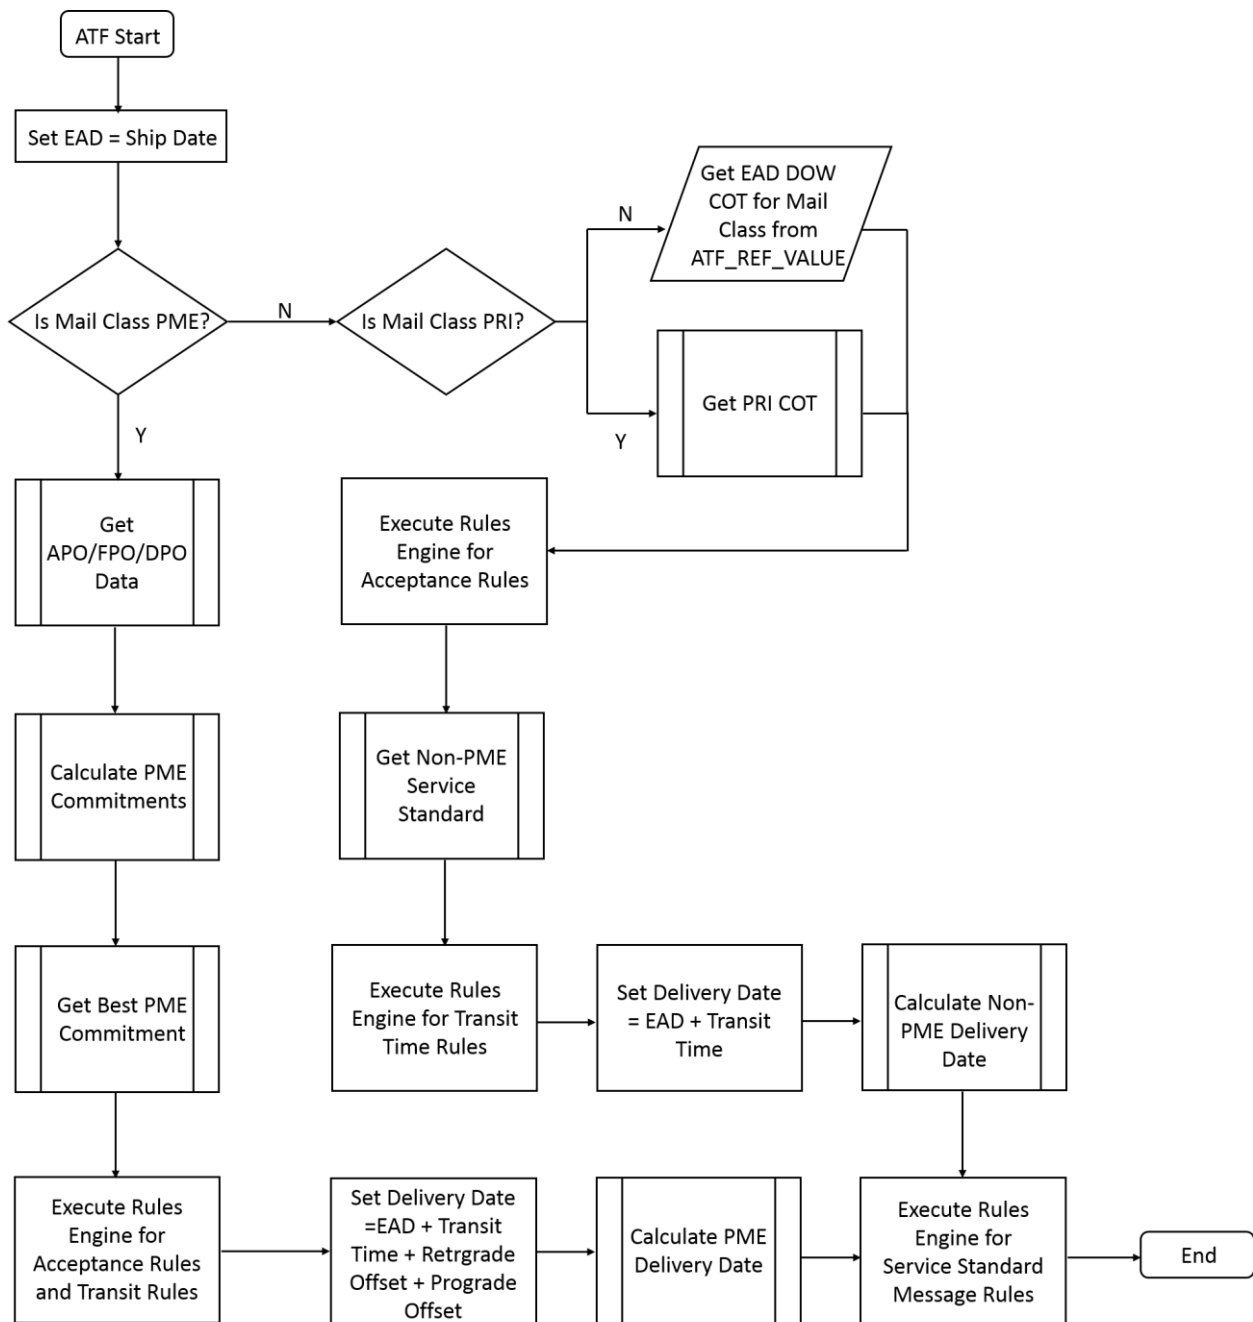 ATF Start
Set EAD = Ship Date
Is Mail Class PME?
N
Is Mail Class PRI?
N
Get EAD DOW
COT for Mail
Class from
ATF_REF_VALUE
Y
Get PRI COT
Y
Get
APO/FPO/DPO
Data
Execute Rules
Engine for
Acceptance Rules
Calculate PME
Commitments
Get Non-PME
Service
Standard
Get Best PME
Commitment
Execute Rules
Engine for Transit
Time Rules
Set Delivery Date
= EAD + Transit
Time
Calculate Non-
PME Delivery
Date
Execute Rules
Engine for
Acceptance Rules
and Transit Rules
Set Delivery Date
=EAD + Transit
Time + Retrgrade
Offset + Prograde
Offset
Calculate PME
Delivery Date
Execute Rules
Engine for
Service Standard
Message Rules
End